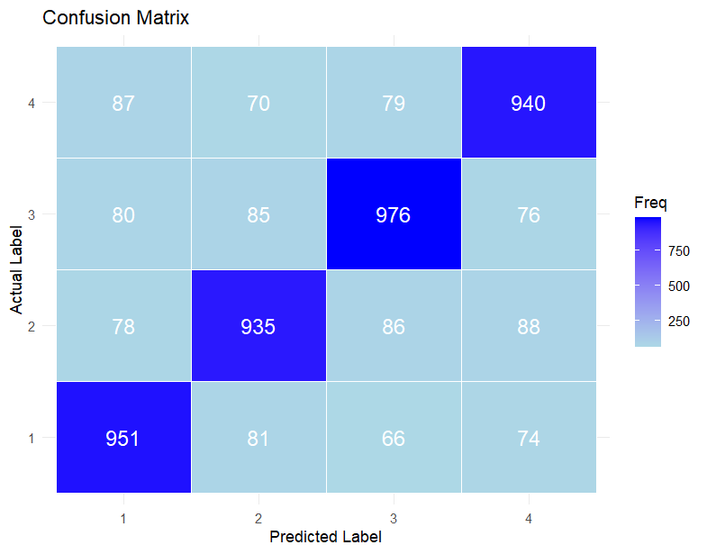 Confusion Matrix
Actual Label
4 87 70 79 940
3 80 85 976 76
2 78 935 86 88
1 951 81 66 74
1 2 3 4
Predicted Label
Freq
750
500
250